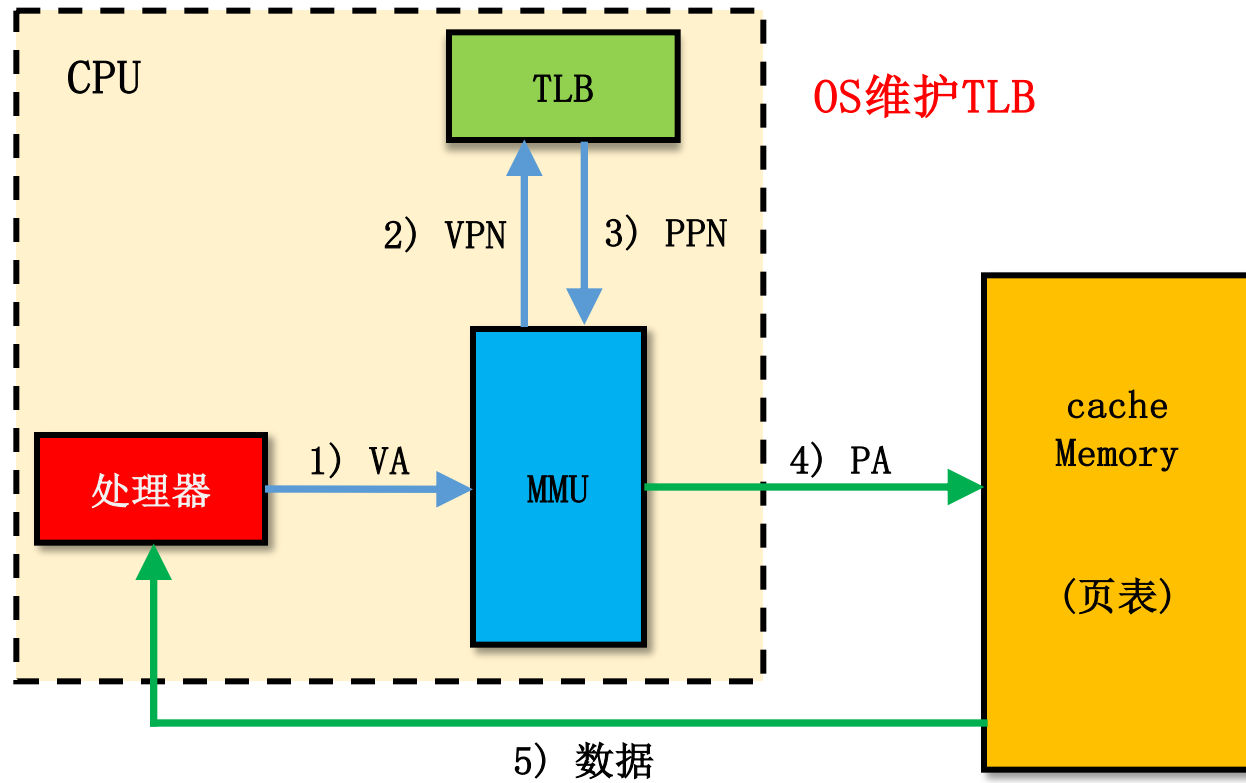 CPU
TLB
OS维护TLB
2) VPN
3) PPN
处理器
1) VA
MMU
4) PA
cache
Memory
(页表)
5) 数据